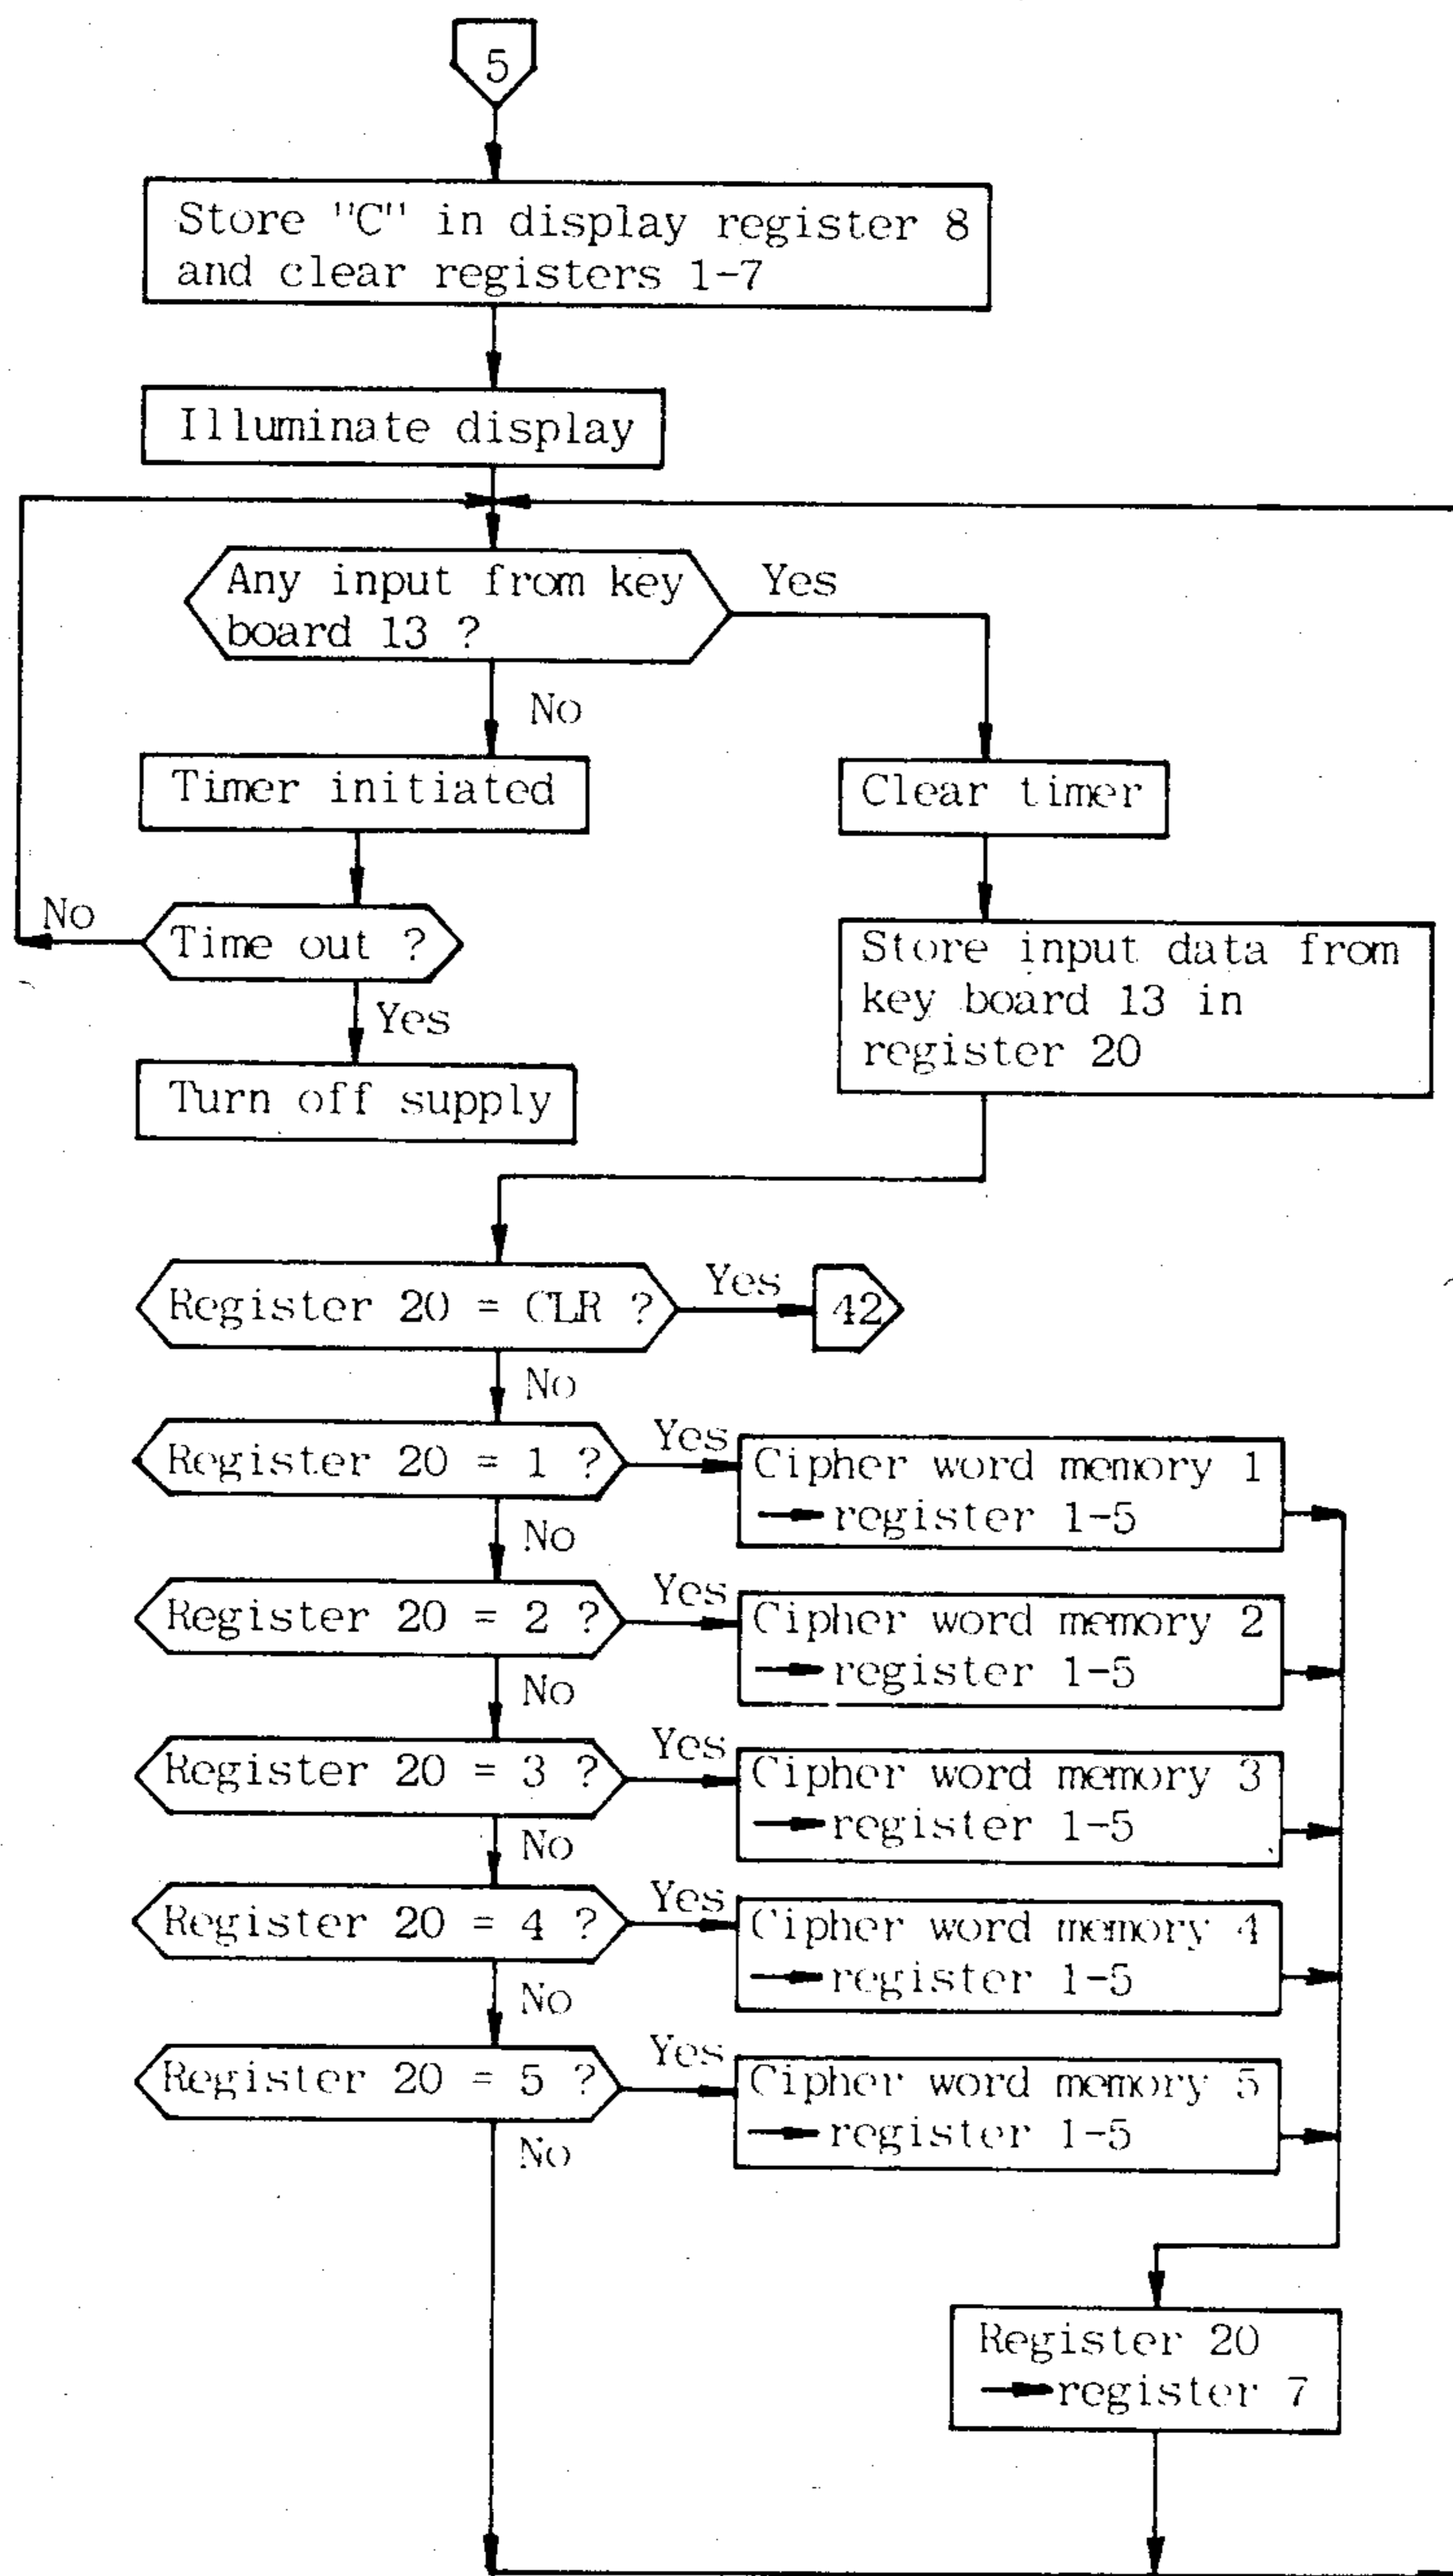 5
Store "C" in display register 8
and clear registers 1-7
Illuminate display
Any input from key
board 13 ?
Yes
No
Timer initiated
Clear timer
No
Time out ?
Store input data from
key board 13 in
register 20
Yes
Turn off supply
Register 20 = CLR ?
Yes
42
No
Register 20 = 1 ?
Yes
Cipher word memory 1
→register 1-5
No
Register 20 = 2 ?
Yes
Cipher word memory 2
→register 1-5
No
Register 20 = 3 ?
Yes
Cipher word memory 3
→register 1-5
No
Register 20 = 4 ?
Yes
Cipher word memory 4
→register 1-5
No
Register 20 = 5 ?
Yes
Cipher word memory 5
→register 1-5
No
Register 20
→register 7